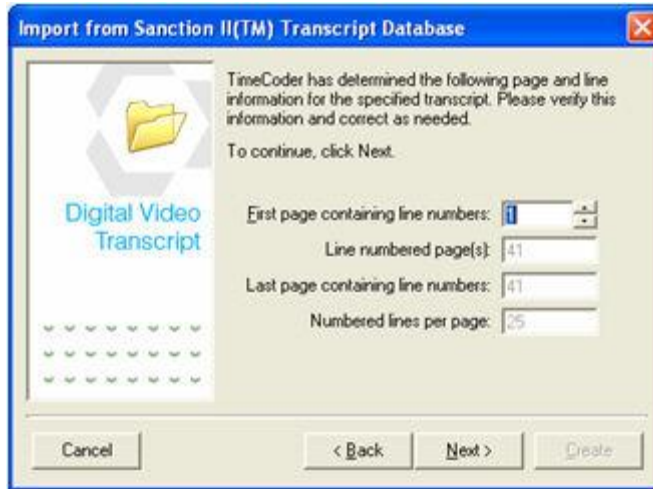 Import from Sanction II(TM) Transcript Database
TimeCoder has determined the following page and line
information for the specified transcript. Please verify this
information and correct as needed.
To continue, click Next.
Digital Video
Transcript
First page containing line numbers: 1
Line numbered page(s): 41
Last page containing line numbers: 41
Numbered lines per page: 25
Cancel
< Back
Next >
Create